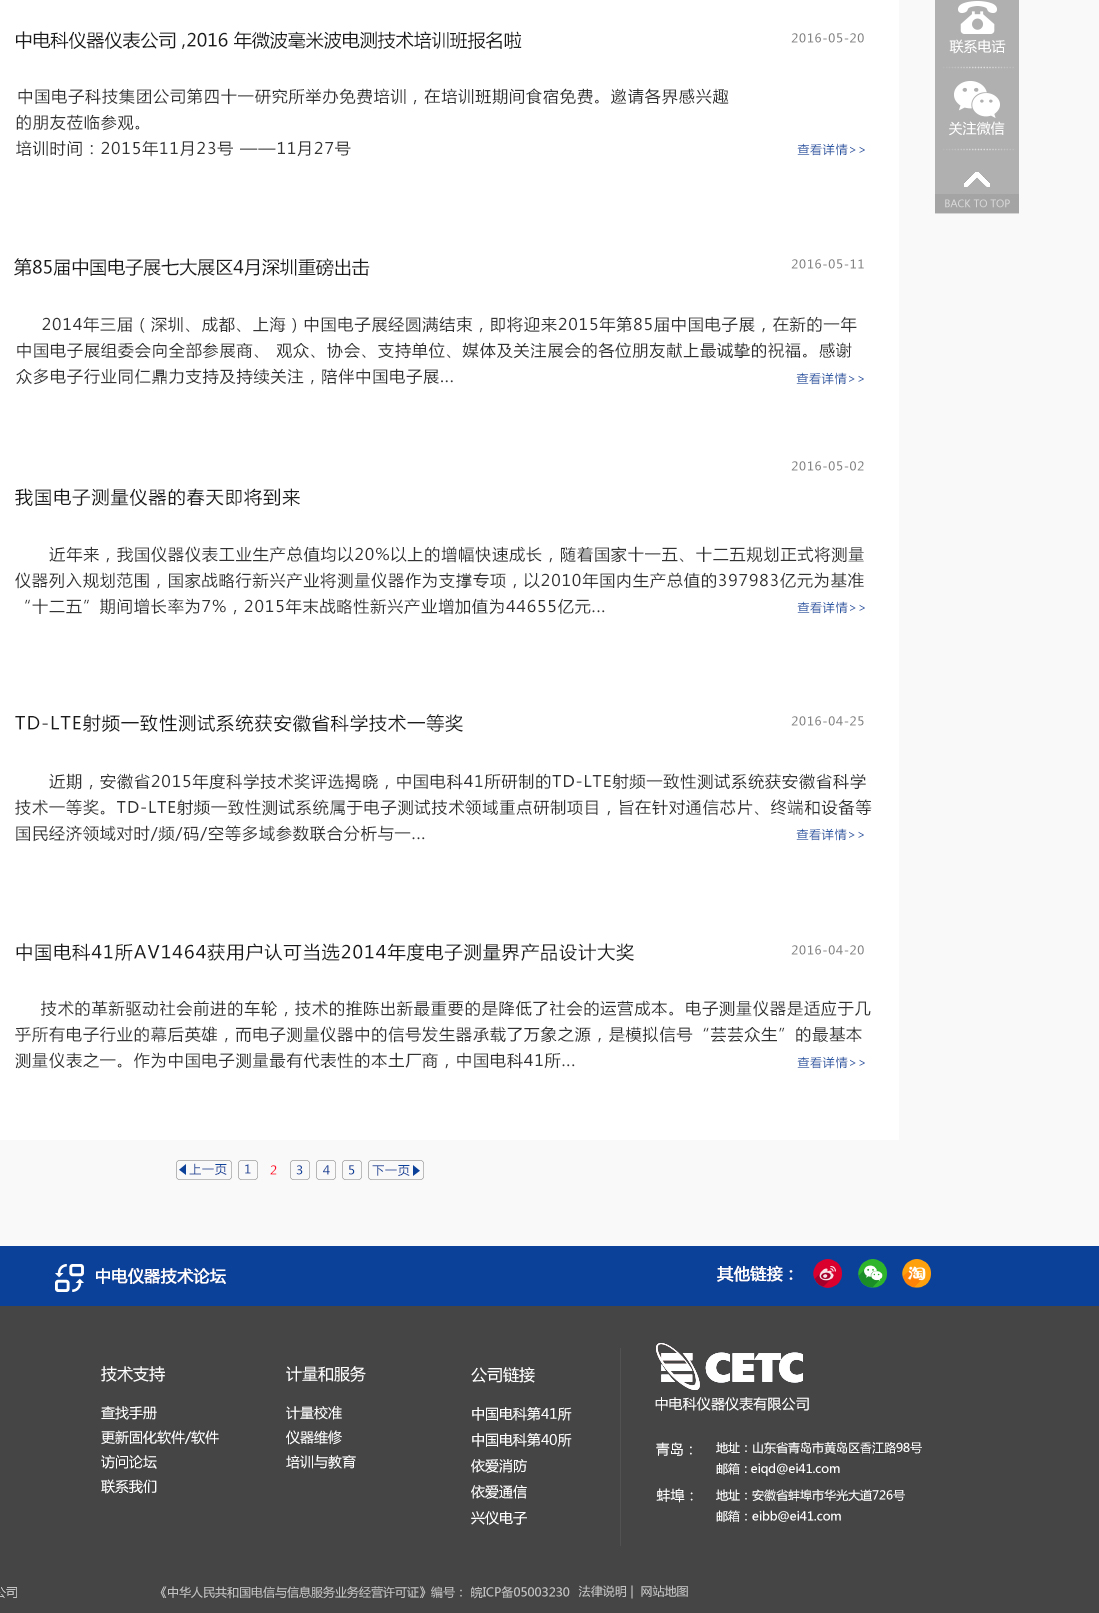 中电科仪器仪表公司 ,2016 年微波毫米波电测技术培训班报名啦
2016-05-20
中国电子科技集团公司第四十一研究所举办免费培训，在培训班期间食宿免费。邀请各界感兴趣
的朋友莅临参观。
培训时间：2015年11月23号 ——11月27号
查看详情>>
联系电话
关注微信
BACK TO TOP
第85届中国电子展七大展区4月深圳重磅出击
2016-05-11
2014年三届（深圳、成都、上海）中国电子展经圆满结束，即将迎来2015年第85届中国电子展，在新的一年
中国电子展组委会向全部参展商、 观众、协会、支持单位、媒体及关注展会的各位朋友献上最诚挚的祝福。感谢
众多电子行业同仁鼎力支持及持续关注，陪伴中国电子展...
查看详情>>
2016-05-02
我国电子测量仪器的春天即将到来
近年来，我国仪器仪表工业生产总值均以20%以上的增幅快速成长，随着国家十一五、十二五规划正式将测量
仪器列入规划范围，国家战略行新兴产业将测量仪器作为支撑专项，以2010年国内生产总值的397983亿元为基准
“十二五”期间增长率为7%，2015年末战略性新兴产业增加值为44655亿元...
查看详情>>
TD-LTE射频一致性测试系统获安徽省科学技术一等奖
2016-04-25
近期，安徽省2015年度科学技术奖评选揭晓，中国电科41所研制的TD-LTE射频一致性测试系统获安徽省科学
技术一等奖。TD-LTE射频一致性测试系统属于电子测试技术领域重点研制项目，旨在针对通信芯片、终端和设备等
国民经济领域对时/频/码/空等多域参数联合分析与一...
查看详情>>
中国电科41所AV1464获用户认可当选2014年度电子测量界产品设计大奖
2016-04-20
技术的革新驱动社会前进的车轮，技术的推陈出新最重要的是降低了社会的运营成本。电子测量仪器是适应于几
乎所有电子行业的幕后英雄，而电子测量仪器中的信号发生器承载了万象之源，是模拟信号“芸芸众生”的最基本
测量仪表之一。作为中国电子测量最有代表性的本土厂商，中国电科41所...
查看详情>>
上一页 1 2 3 4 5 下一页
中电仪器技术论坛
其他链接：
淘
技术支持
查找手册
更新固化软件/软件
访问论坛
联系我们
计量和服务
计量校准
仪器维修
培训与教育
公司链接
中国电科第41所
中国电科第40所
依爱消防
依爱通信
兴仪电子
CETC
中电科仪器仪表有限公司
青岛： 地址：山东省青岛市黄岛区香江路98号
邮箱：eiqd@ei41.com
蚌埠： 地址：安徽省蚌埠市华光大道726号
邮箱：eibb@ei41.com
公司 《中华人民共和国电信与信息服务业务经营许可证》编号： 皖ICP备05003230 法律说明 | 网站地图